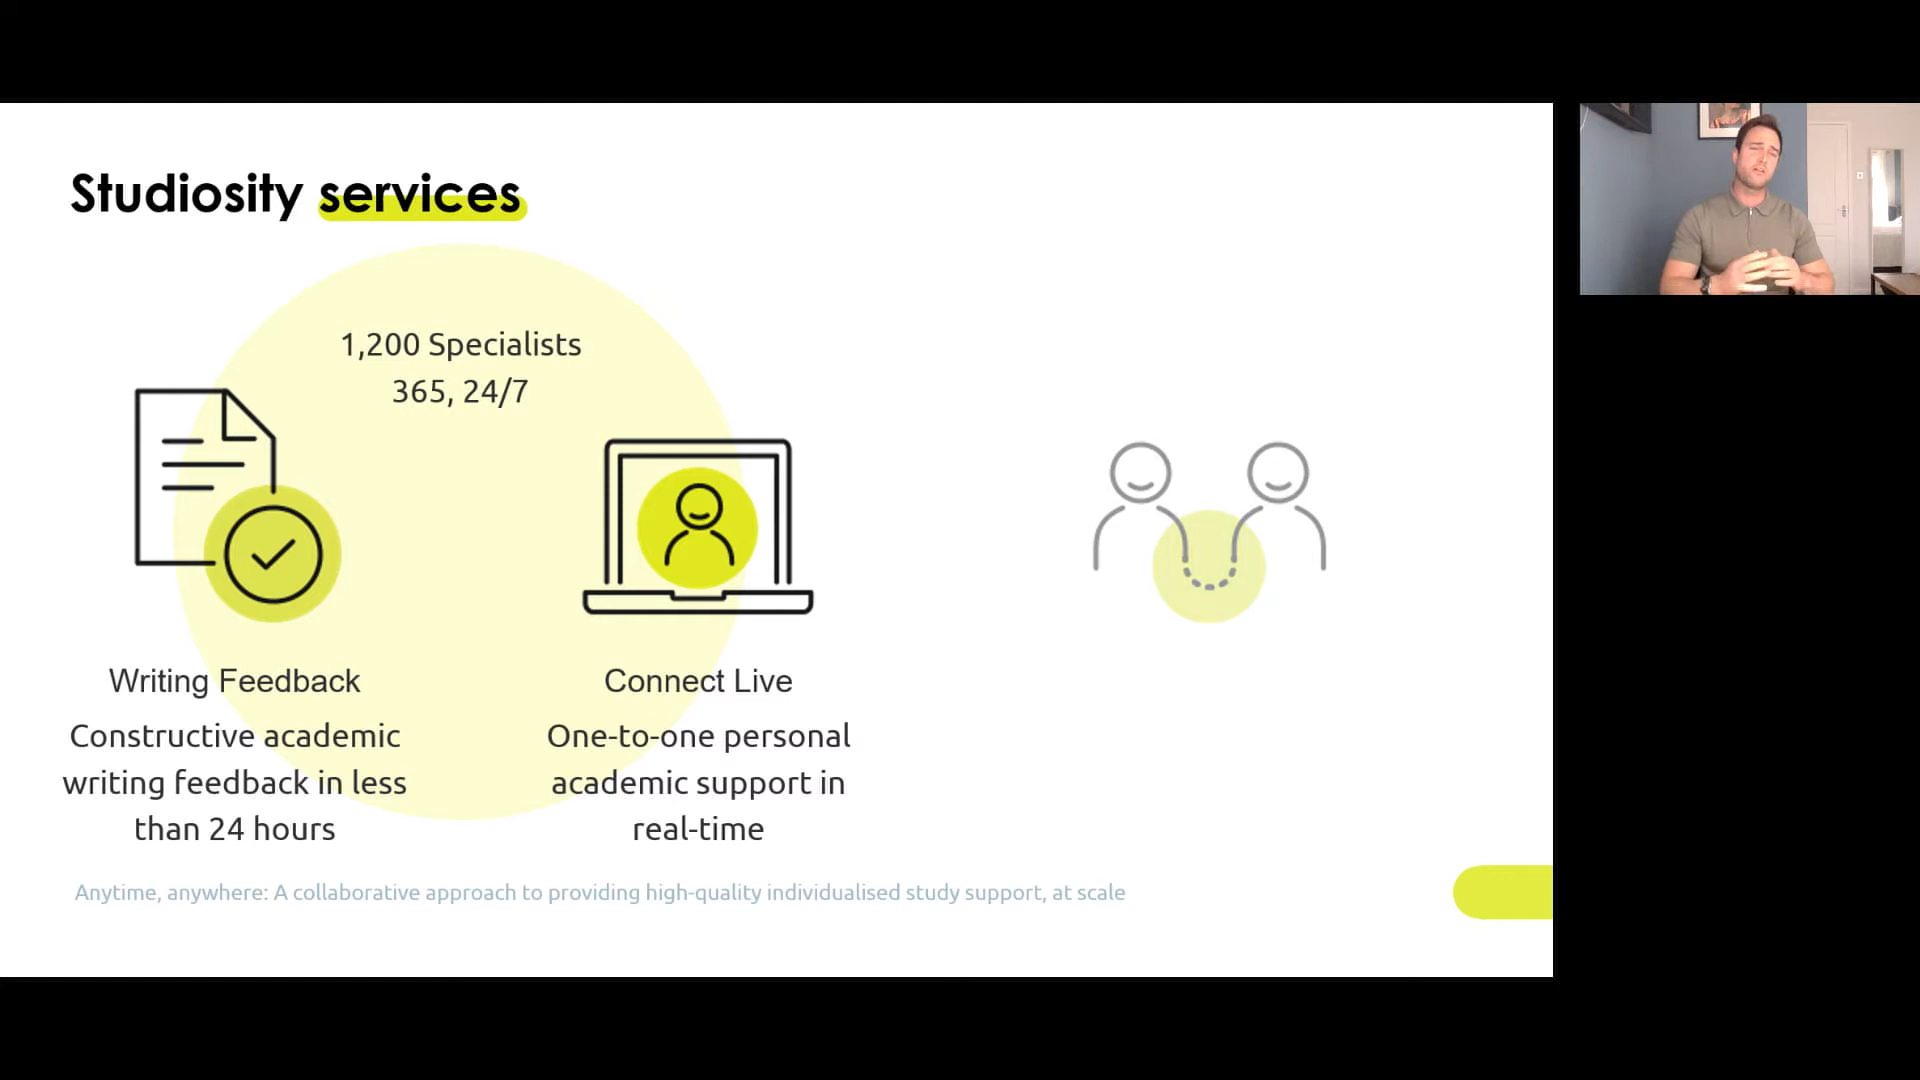 Studiosity services
1,200 Specialists
365, 24/7
Writing Feedback
Constructive academic
writing feedback in less
than 24 hours
Connect Live
One-to-one personal
academic support in
real-time
Anytime, anywhere: A collaborative approach to providing high-quality individualised study support, at scale